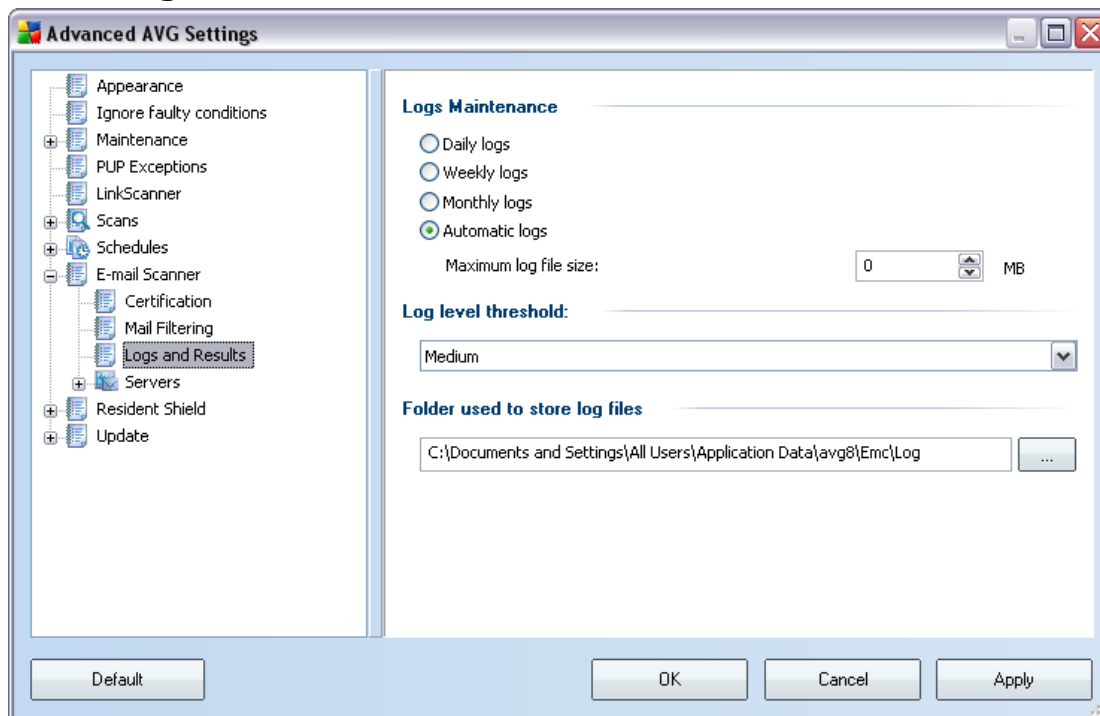 Advanced AVG Settings
Appearance
Ignore faulty conditions
Maintenance
PUP Exceptions
LinkScanner
Scans
Schedules
E-mail Scanner
Certification
Mail Filtering
Logs and Results
Servers
Resident Shield
Update
Logs Maintenance
Daily logs
Weekly logs
Monthly logs
Automatic logs
Maximum log file size: 0 MB
Log level threshold:
Medium
Folder used to store log files
C:\Documents and Settings\All Users\Application Data\avg8\Emc\Log ...
Default OK Cancel Apply